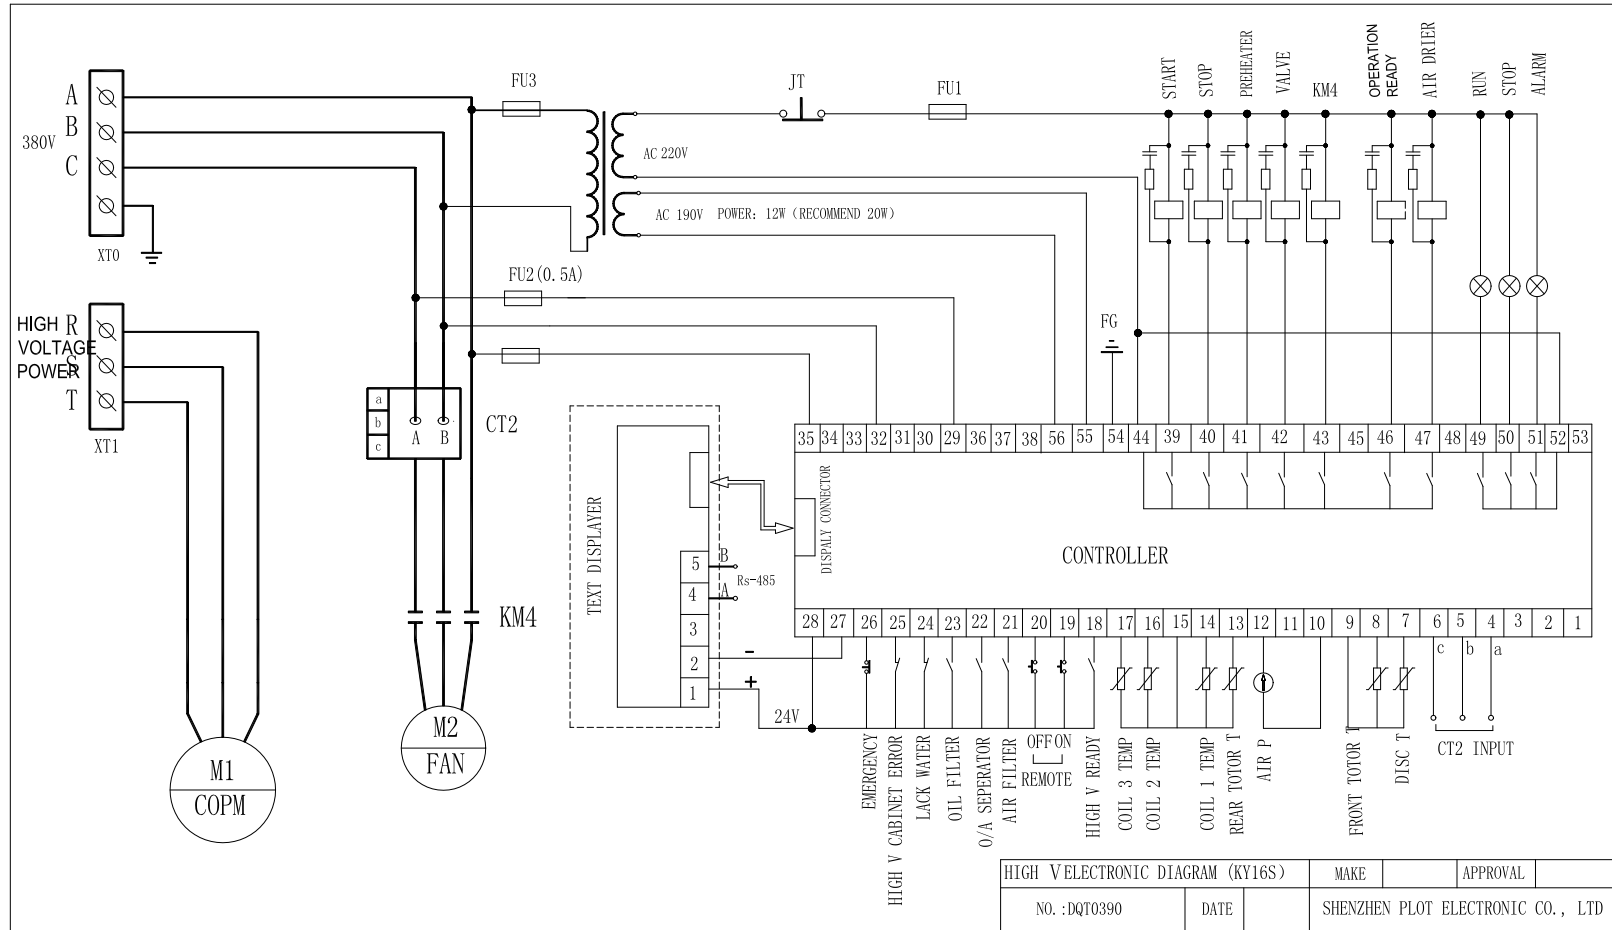 A
B
380V
C
XT0
HIGH
VOLTAGE
POWER
R
S
T
XT1
FU3
JT
FU1
START
STOP
PREHEATER
VALVE
KM4
OPERATION
READY
AIR DRIER
RUN
STOP
ALARM
AC 220V
AC 190V POWER: 12W (RECOMMEND 20W)
FU2(0.5A)
FG
a
b
c
A B
CT2
KM4
M1
COPM
M2
FAN
TEXT DISPLAYER
5
4
3
2
1
B
Rs-485
A
-
+
24V
35 34 33 32 31 30 29 36 37 38 56 55 54 44 39 40 41 42 43 45 46 47 48 49 50 51 52 53
DISPALY CONNECTOR
CONTROLLER
28 27 26 25 24 23 22 21 20 19 18 17 16 15 14 13 12 11 10 9 8 7 6 5 4 3 2 1
c b a
EMERGENCY
HIGH V CABINET ERROR
LACK WATER
OIL FILTER
O/A SEPERATOR
AIR FILTER
OFF ON
REMOTE
HIGH V READY
COIL 3 TEMP
COIL 2 TEMP
COIL 1 TEMP
REAR TOTOR T
AIR P
FRONT TOTOR T
DISC T
CT2 INPUT
HIGH V ELECTRONIC DIAGRAM (KY16S) MAKE APPROVAL
NO.:DQT0390 DATE SHENZHEN PLOT ELECTRONIC CO., LTD